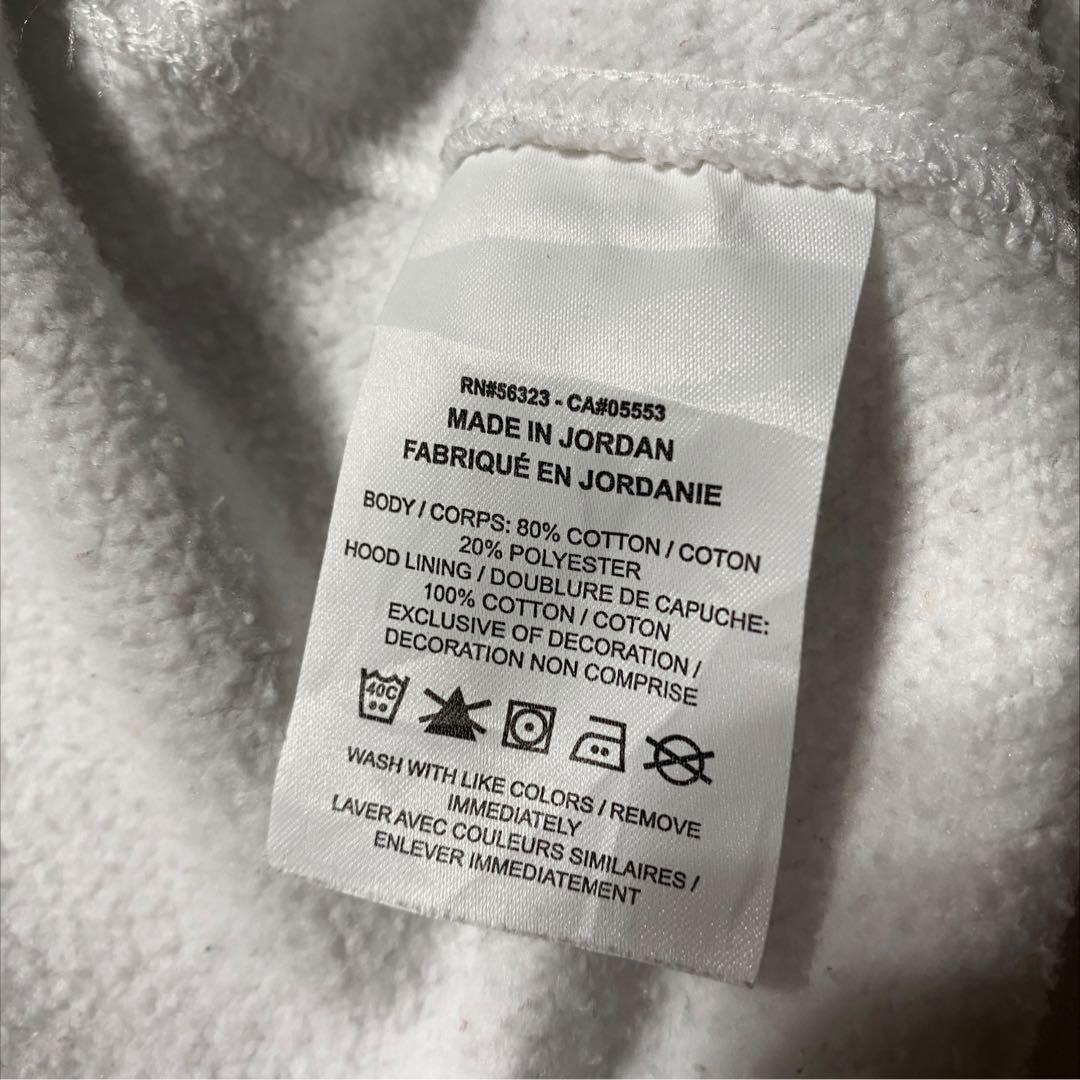 RN#56323 - CA#05553
MADE IN JORDAN
FABRIQUÉ EN JORDANIE
BODY / CORPS: 80% COTTON / COTON
20% POLYESTER
HOOD LINING / DOUBLURE DE CAPUCHE:
100% COTTON / COTON
EXCLUSIVE OF DECORATION /
DECORATION NON COMPRISE
40C
WASH WITH LIKE COLORS / REMOVE
IMMEDIATELY
LAVER AVEC COULEURS SIMILAIRES /
ENLEVER IMMEDIATEMENT